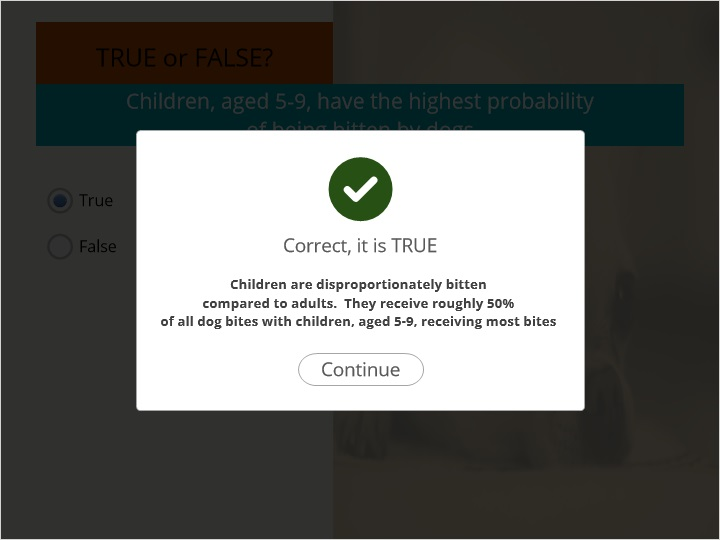 TRUE or FALSE?
Children, aged 5-9, have the highest probability
of being bitten by dogs
True
False
Correct, it is TRUE
Children are disproportionately bitten
compared to adults. They receive roughly 50%
of all dog bites with children, aged 5-9, receiving most bites
Continue